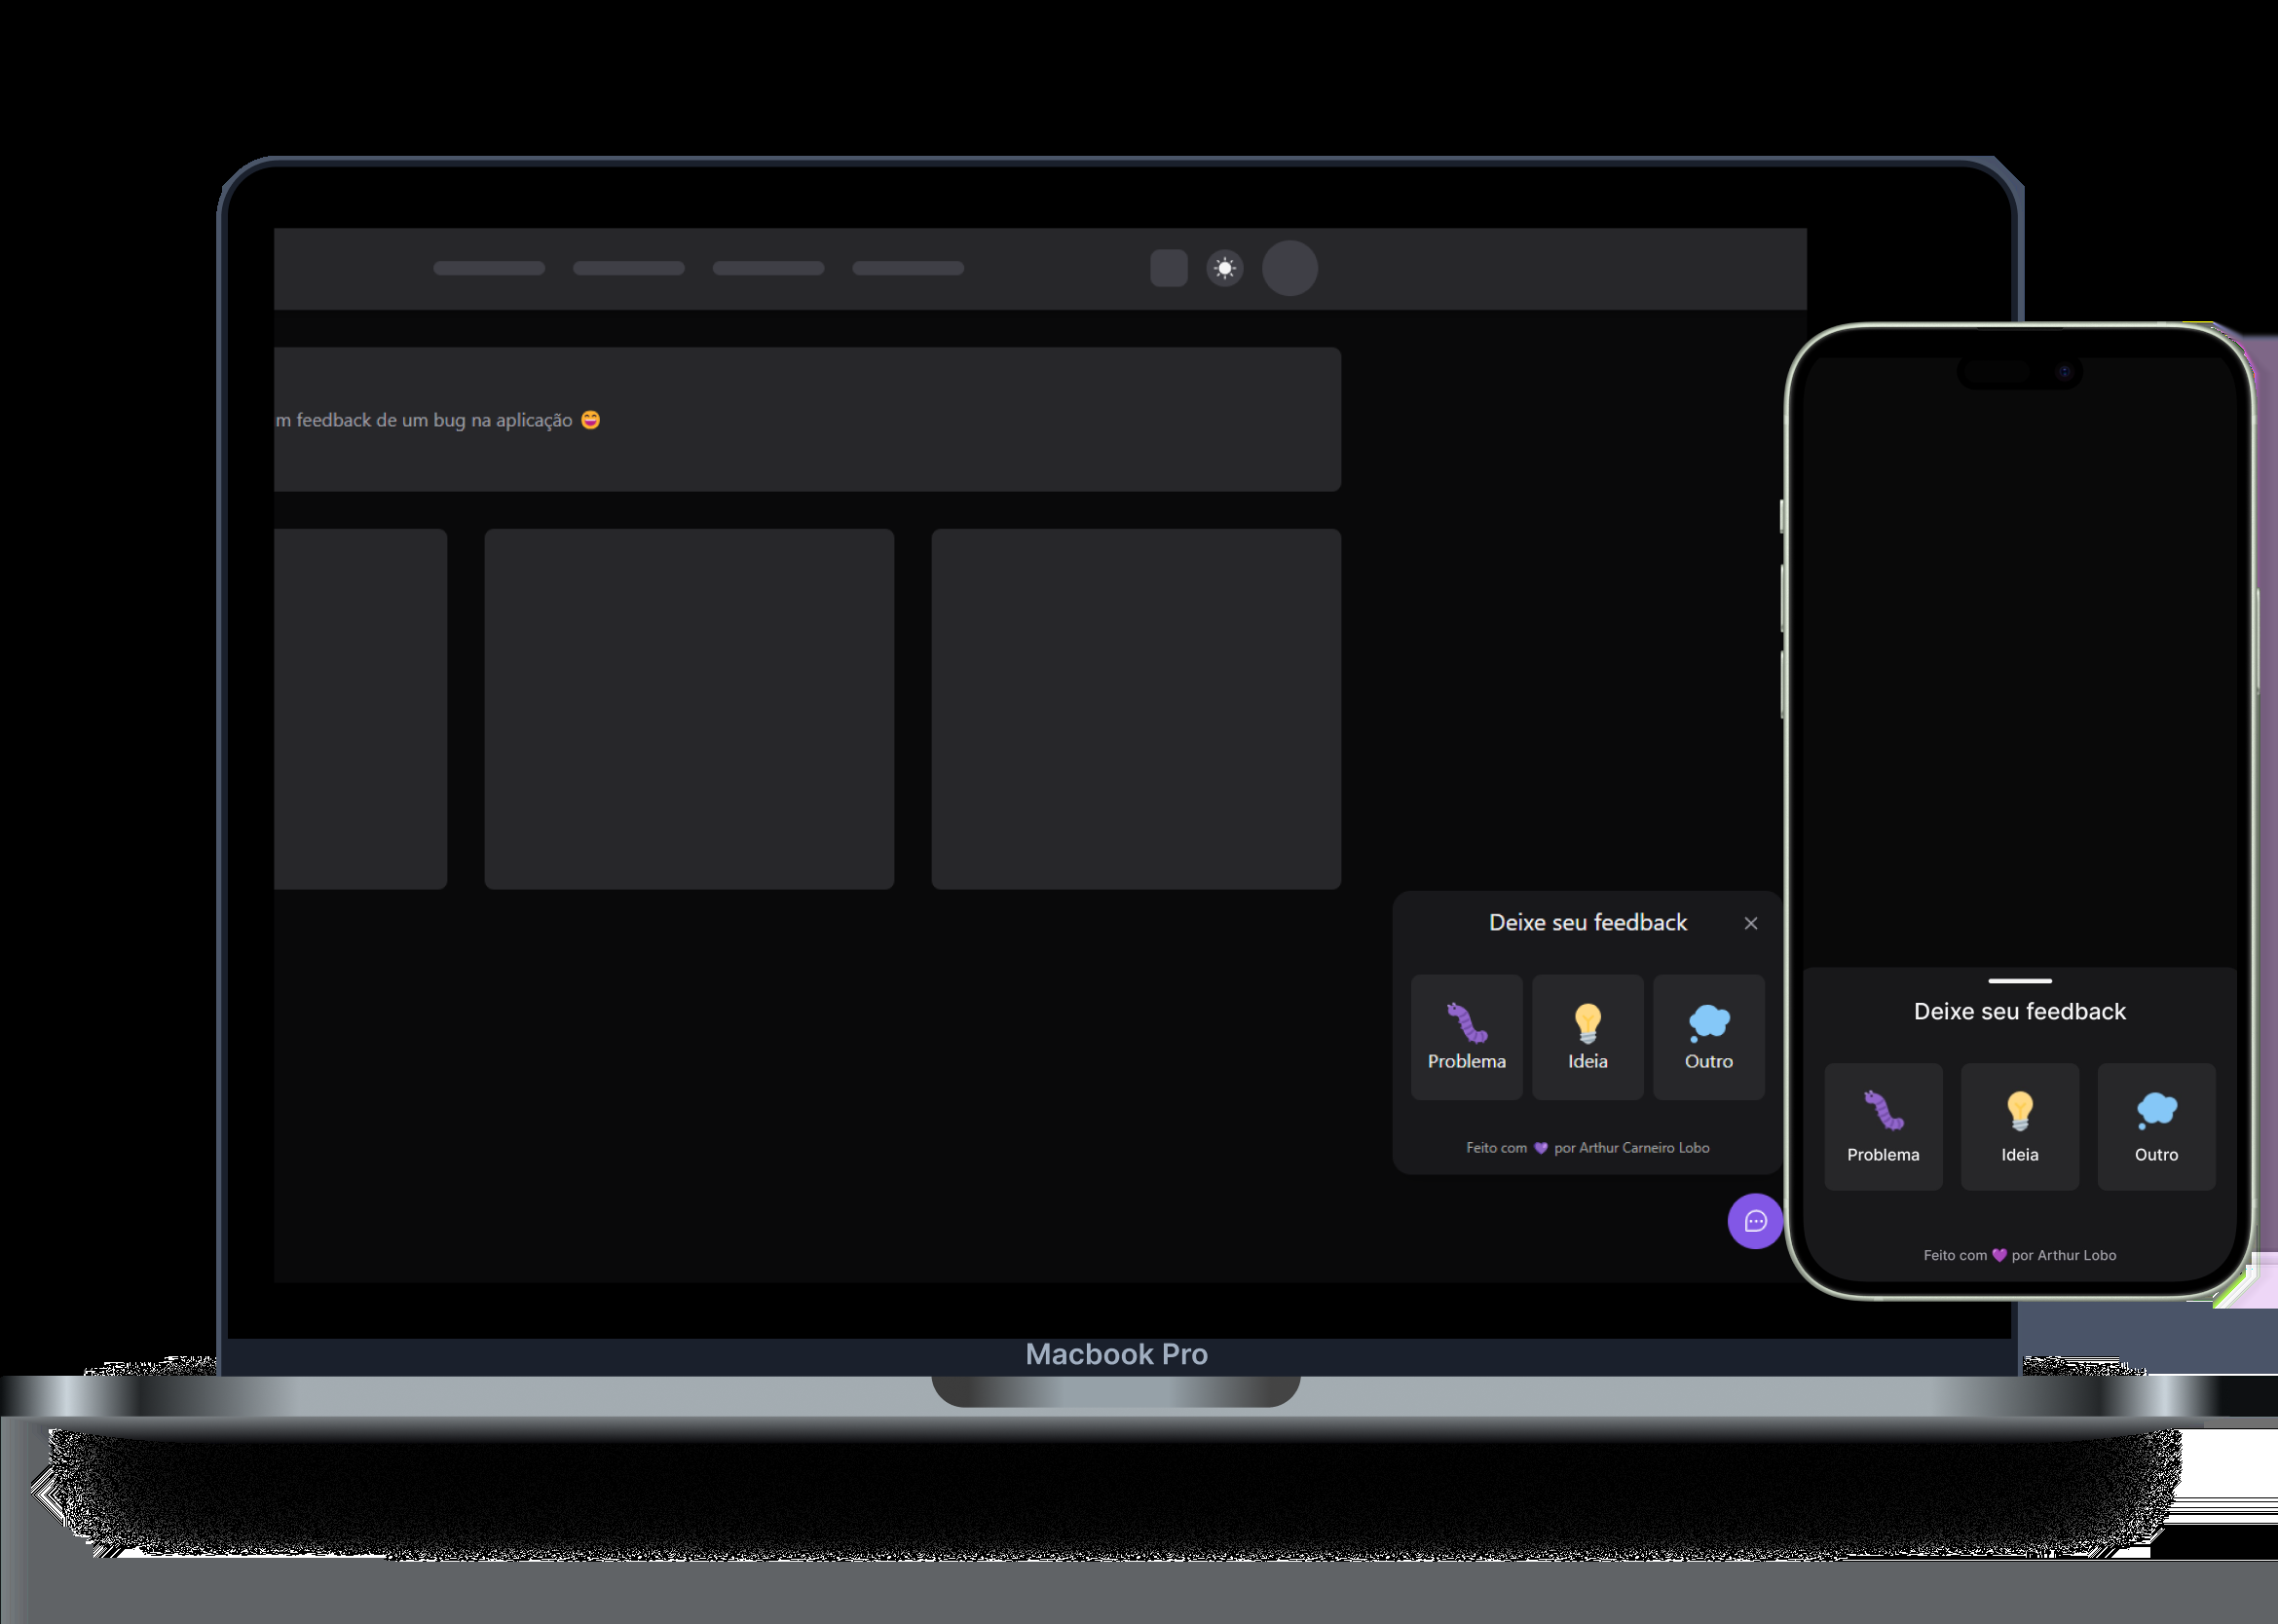 m feedback de um bug na aplicação 😄
Deixe seu feedback
Problema
Ideia
Outro
Feito com 💜 por Arthur Carneiro Lobo
Deixe seu feedback
Problema
Ideia
Outro
Feito com 💜 por Arthur Lobo
Macbook Pro